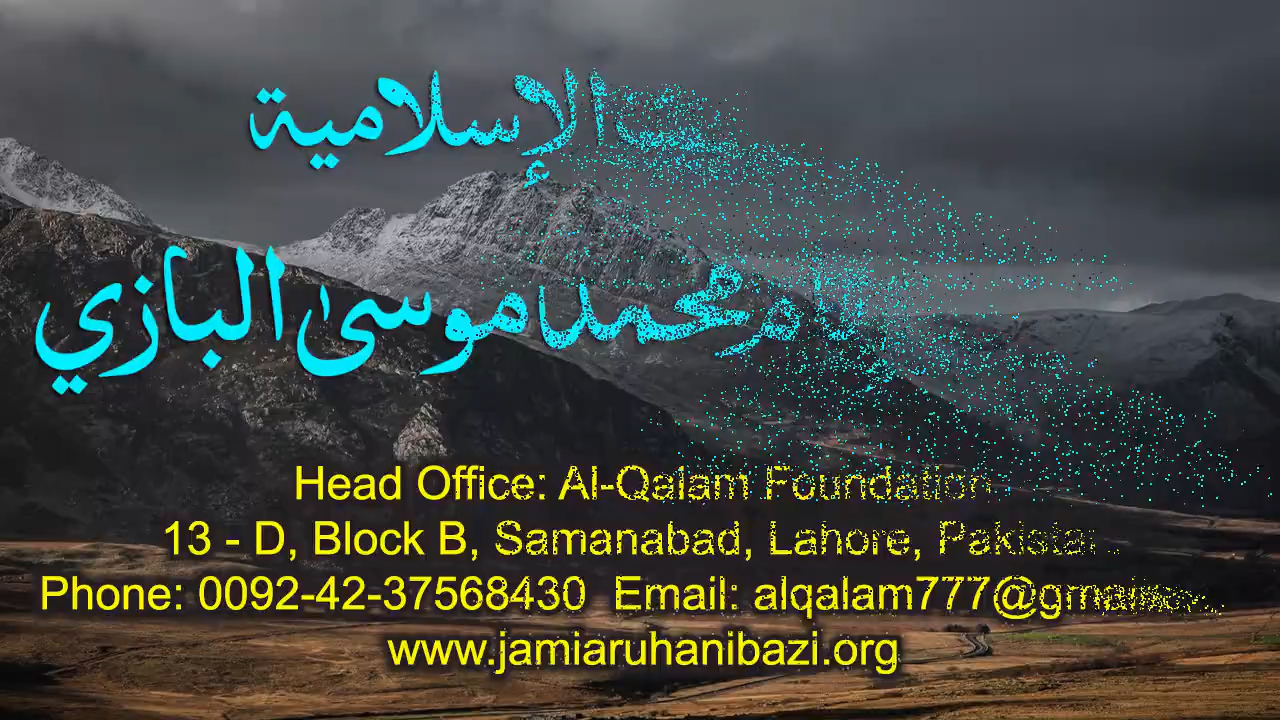 الإسلامية
محمد موسىٰ البازي
Head Office: Al-Qalam Foundation
13 - D, Block B, Samanabad, Lahore, Pakistan
Phone: 0092-42-37568430 Email:
www.jamiaruhanibazi.org